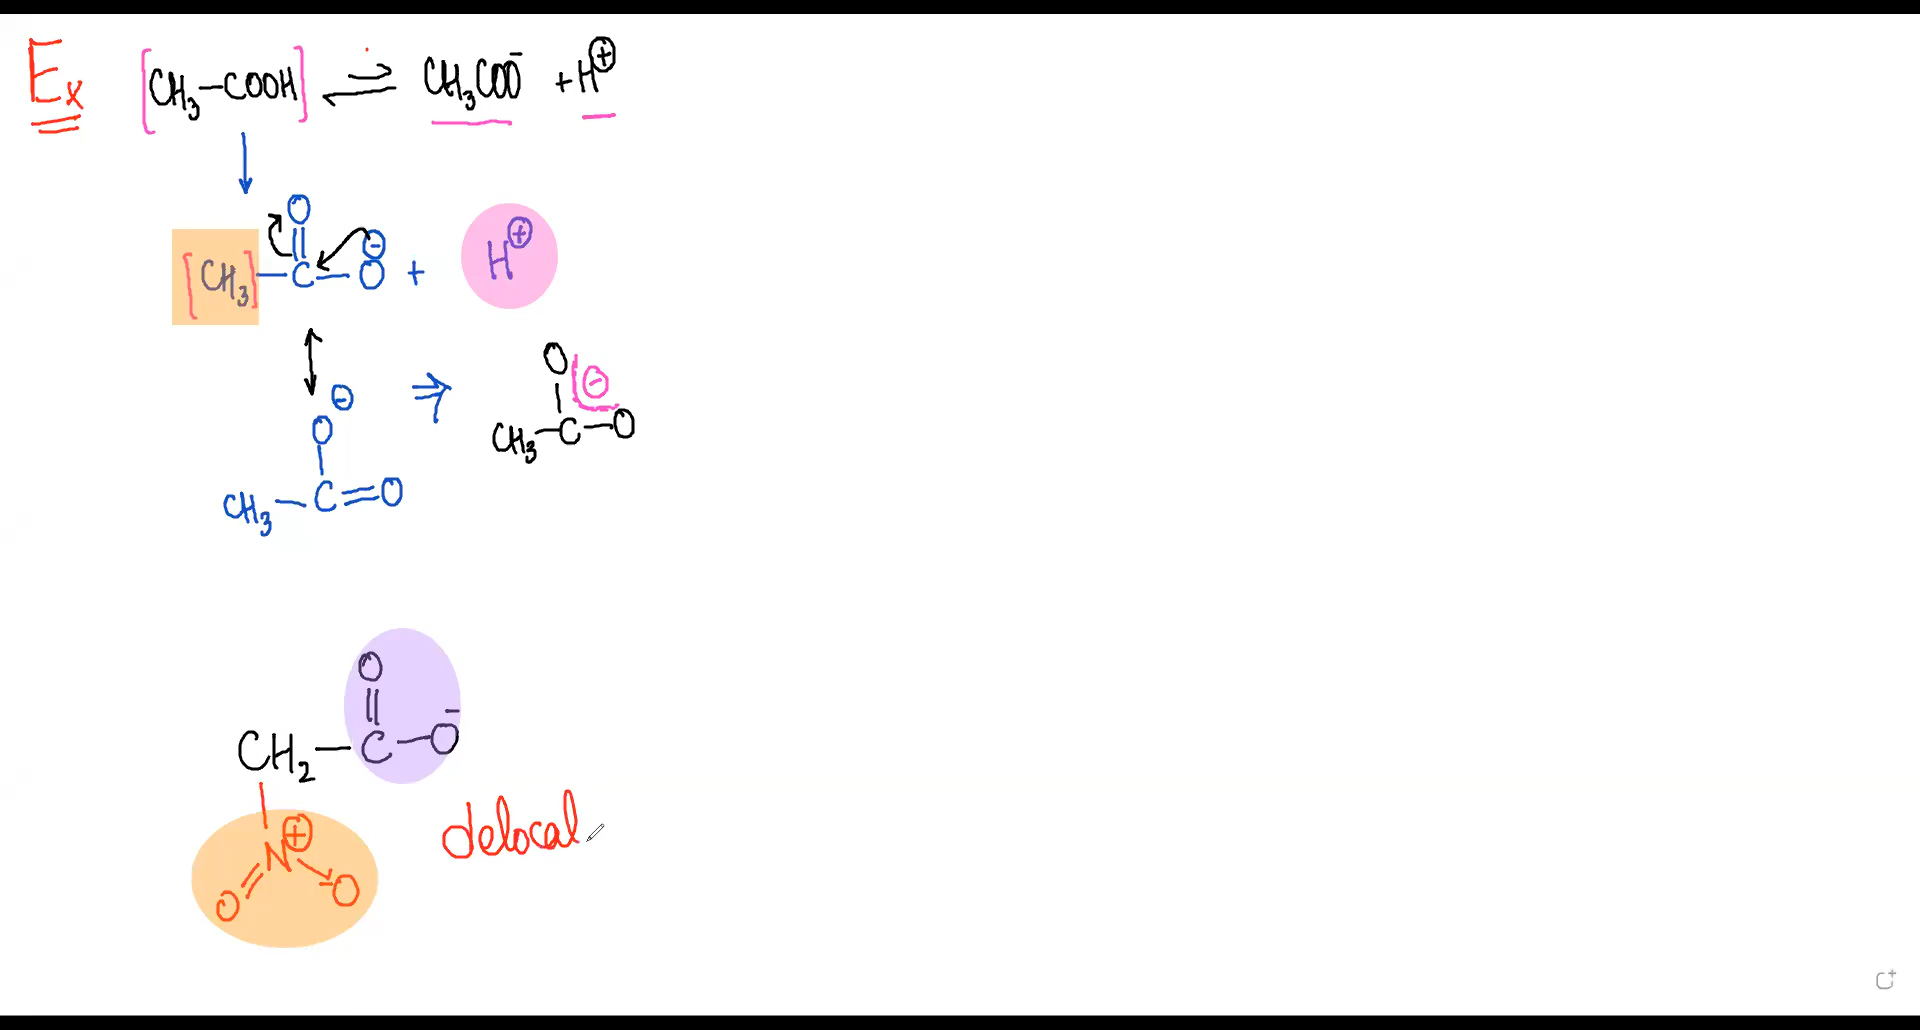 Ex [CH₃–COOH] ⇌ CH₃COO⁻ + H⊕
O
[CH₃]–C–O⊖ + H⊕
O⊖ ⇒ O ⊖
CH₃–C–O
CH₃–C=O
O
CH₂–C–O⁻
delocal
N⊕
O O